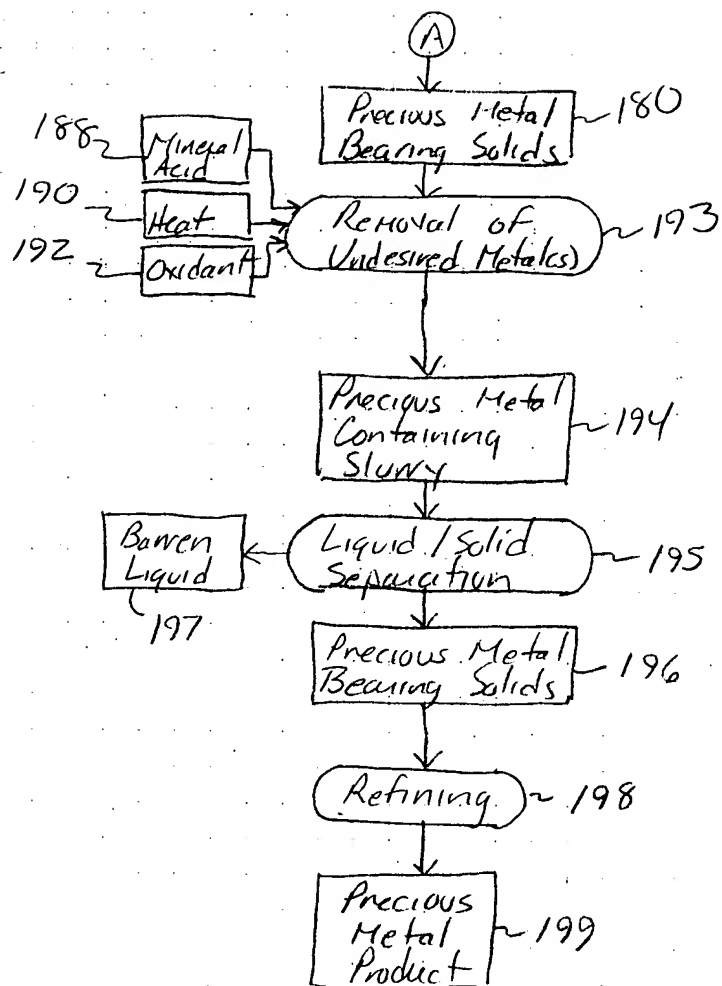 A
Precious Metal
Bearing Solids
180
188
Mineral
Acid
190
Heat
192
Oxidant
Removal of
Undesired Metal(s)
193
Precious Metal
Containing
Slurry
194
Barren
Liquid
197
Liquid/Solid
Separation
195
Precious Metal
Bearing Solids
196
Refining
198
Precious
Metal
Product
199